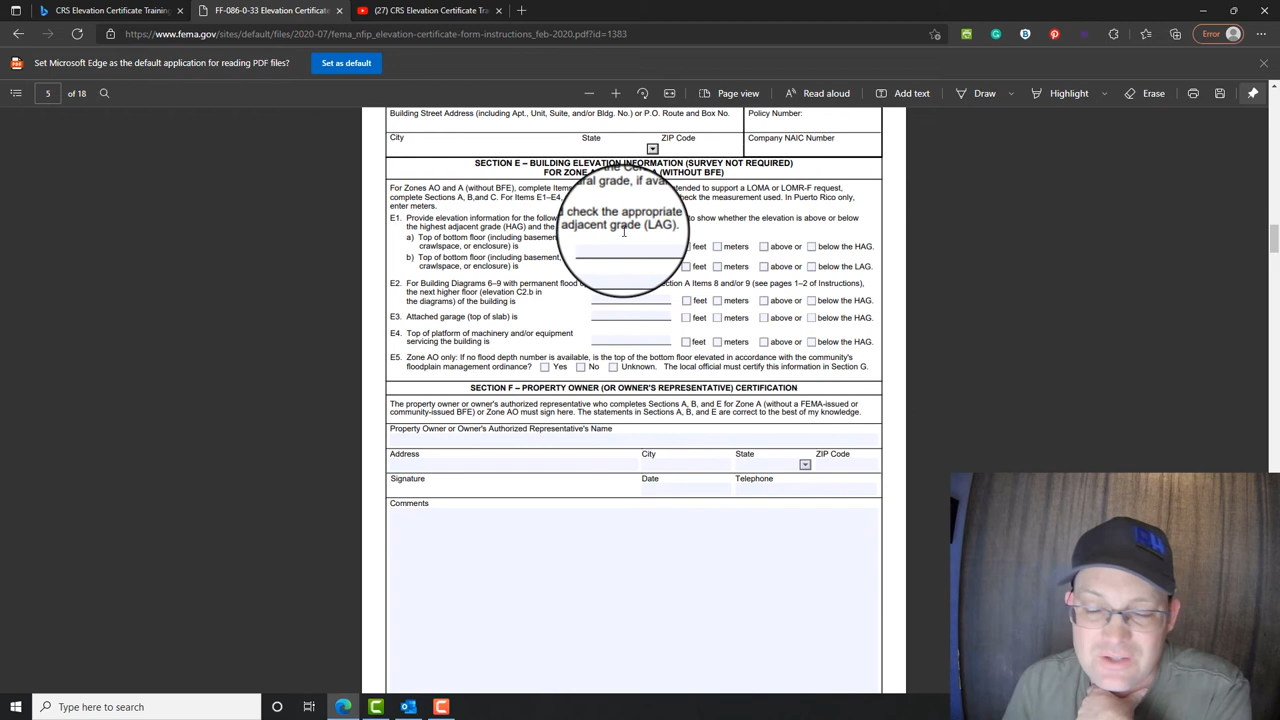 CRS Elevation Certificate Training
FF-086-0-33 Elevation Certificate
(27) CRS Elevation Certificate Tra
https://www.fema.gov/sites/default/files/2020-07/fema_nfip_elevation-certificate-form-instructions_feb-2020.pdf?id=1383
Error
Set Microsoft Edge as the default application for reading PDF files?
Set as default
5 of 18
Page view
Read aloud
Add text
Draw
Highlight
Erase
Building Street Address (including Apt., Unit, Suite, and/or Bldg. No.) or P.O. Route and Box No.
Policy Number:
City
State
ZIP Code
Company NAIC Number
SECTION E – BUILDING ELEVATION INFORMATION (SURVEY NOT REQUIRED)
FOR ZONE (WITHOUT BFE)
For Zones AO and A (without BFE), complete Items
ntended to support a LOMA or LOMR-F request,
complete Sections A, B,and C. For Items E1–E4,
check the measurement used. In Puerto Rico only,
enter meters.
ral grade, if
check the appropriate
adjacent grade (LAG).
E1. Provide elevation information for the
to show whether the elevation is above or below
the highest adjacent grade (HAG) and the
a) Top of bottom floor (including basement,
crawlspace, or enclosure) is
feet meters above or below the HAG.
b) Top of bottom floor (including basement,
crawlspace, or enclosure) is
feet meters above or below the LAG.
E2. For Building Diagrams 6–9 with permanent flood
ection A Items 8 and/or 9 (see pages 1–2 of Instructions),
the next higher floor (elevation C2.b in
the diagrams) of the building is
feet meters above or below the HAG.
E3. Attached garage (top of slab) is
feet meters above or below the HAG.
E4. Top of platform of machinery and/or equipment
servicing the building is
feet meters above or below the HAG.
E5. Zone AO only: If no flood depth number is available, is the top of the bottom floor elevated in accordance with the community's
floodplain management ordinance? Yes No Unknown. The local official must certify this information in Section G.
SECTION F – PROPERTY OWNER (OR OWNER'S REPRESENTATIVE) CERTIFICATION
The property owner or owner's authorized representative who completes Sections A, B, and E for Zone A (without a FEMA-issued or
community-issued BFE) or Zone AO must sign here. The statements in Sections A, B, and E are correct to the best of my knowledge.
Property Owner or Owner's Authorized Representative's Name
Address
City
State
ZIP Code
Signature
Date
Telephone
Comments
Type here to search